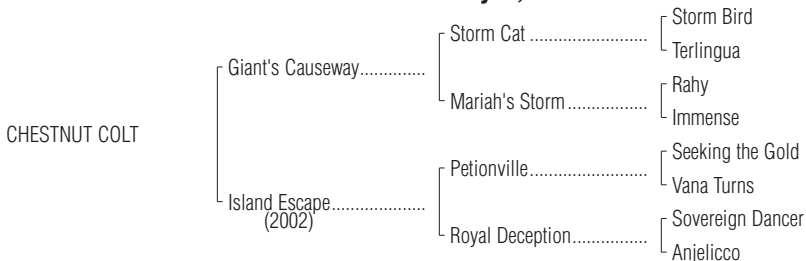 Storm Bird
Storm Cat ..........................
Terlingua
Giant's Causeway..............
Rahy
Mariah's Storm ..................
Immense
CHESTNUT COLT
Seeking the Gold
Petionville..........................
Vana Turns
Island Escape....................
(2002)
Sovereign Dancer
Royal Deception.................
Anjelicco